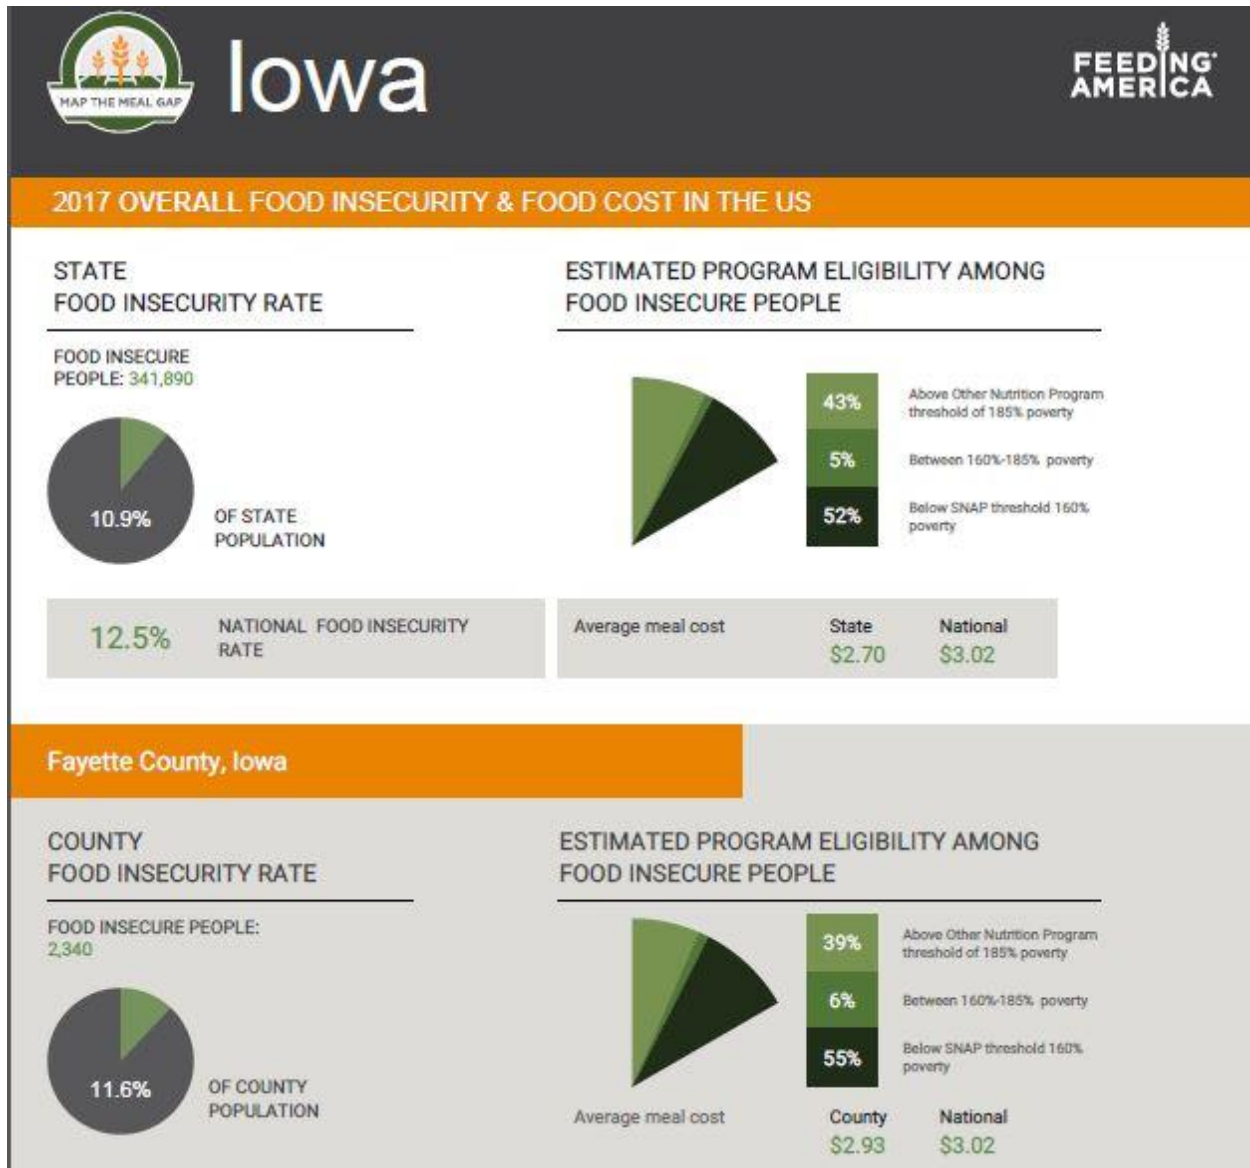 MAP THE MEAL GAP
Iowa
FEEDING
AMERICA
2017 OVERALL FOOD INSECURITY & FOOD COST IN THE US
STATE
FOOD INSECURITY RATE
FOOD INSECURE
PEOPLE: 341,890
10.9%
OF STATE
POPULATION
ESTIMATED PROGRAM ELIGIBILITY AMONG
FOOD INSECURE PEOPLE
43%
Above Other Nutrition Program
threshold of 185% poverty
5%
Between 160%-185% poverty
52%
Below SNAP threshold 160%
poverty
12.5%
NATIONAL FOOD INSECURITY
RATE
Average meal cost
State
$2.70
National
$3.02
Fayette County, Iowa
COUNTY
FOOD INSECURITY RATE
FOOD INSECURE PEOPLE:
2,340
11.6%
OF COUNTY
POPULATION
ESTIMATED PROGRAM ELIGIBILITY AMONG
FOOD INSECURE PEOPLE
39%
Above Other Nutrition Program
threshold of 185% poverty
6%
Between 160%-185% poverty
55%
Below SNAP threshold 160%
poverty
Average meal cost
County
$2.93
National
$3.02